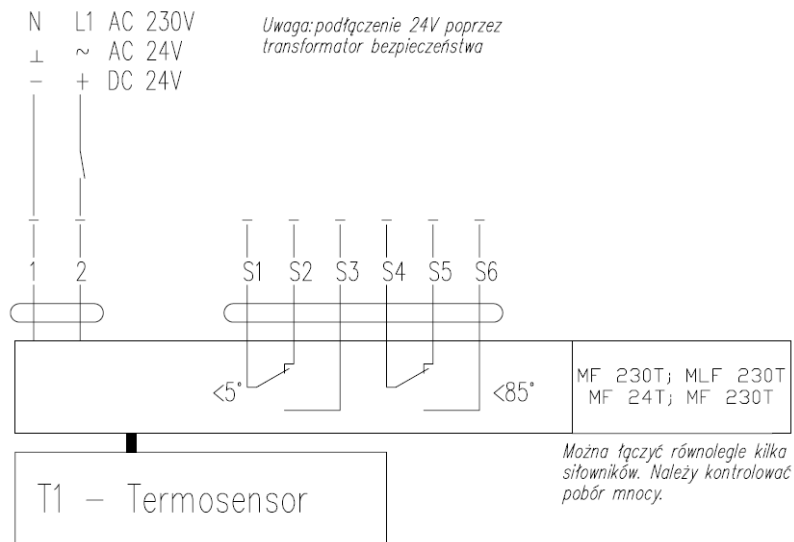 N L1 AC 230V
⊥ ~ AC 24V
− + DC 24V
Uwaga: podłączenie 24V poprzez
transformator bezpieczeństwa
1 2 S1 S2 S3 S4 S5 S6
<5° <85°
MF 230T; MLF 230T
MF 24T; MF 230T
Można łączyć równolegle kilka
siłowników. Należy kontrolować
pobór mnocy.
T1 − Termosensor